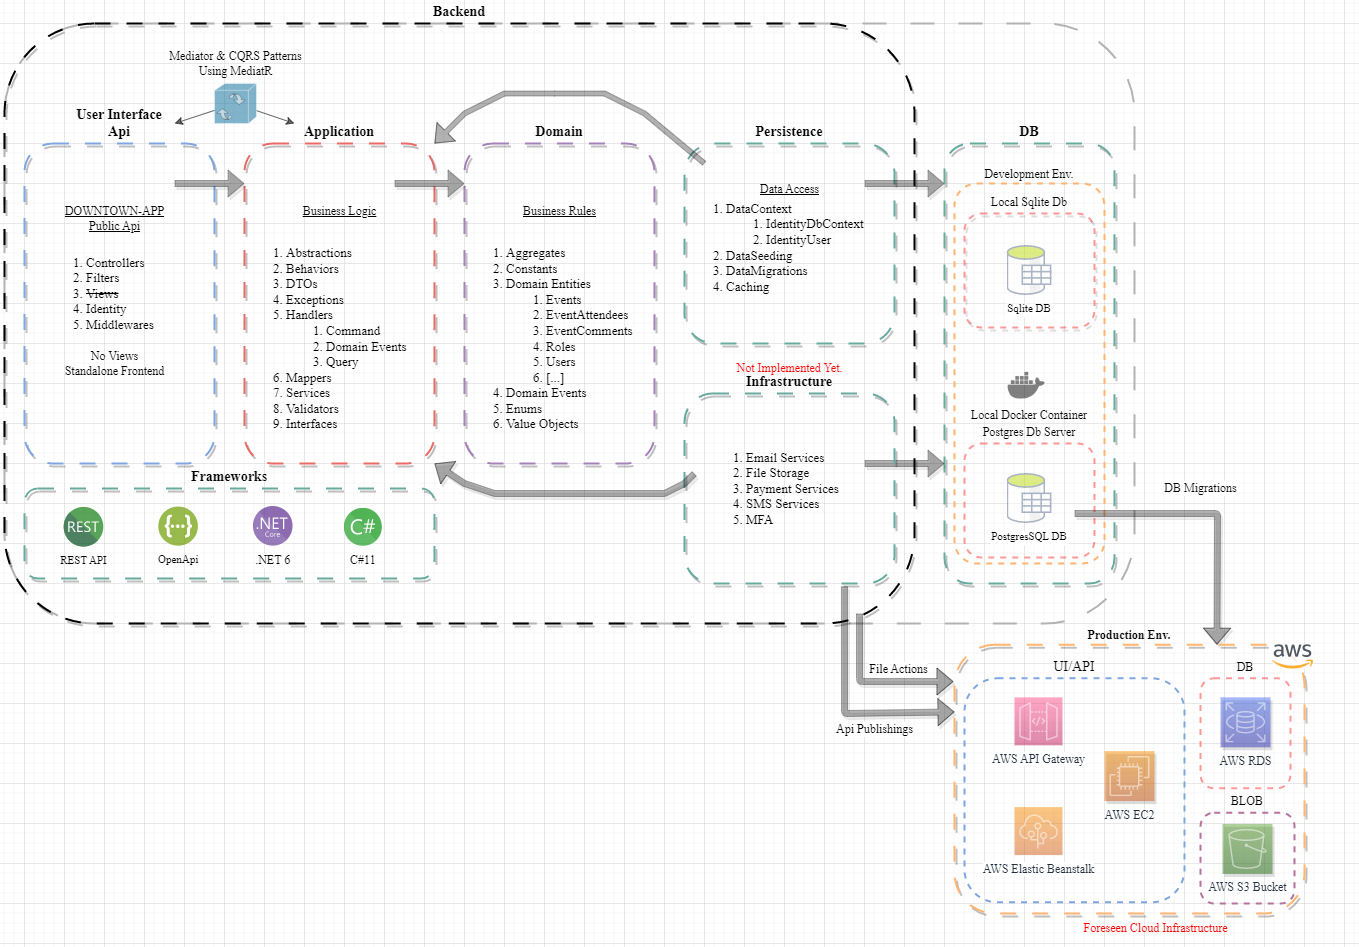 Backend
Mediator & CQRS Patterns
Using MediatR
User Interface
Api
DOWNTOWN-APP
Public Api
1. Controllers
2. Filters
3. Views
4. Identity
5. Middlewares
No Views
Standalone Frontend
Application
Business Logic
1. Abstractions
2. Behaviors
3. DTOs
4. Exceptions
5. Handlers
1. Command
2. Domain Events
3. Query
6. Mappers
7. Services
8. Validators
9. Interfaces
Domain
Business Rules
1. Aggregates
2. Constants
3. Domain Entities
1. Events
2. EventAttendees
3. EventComments
4. Roles
5. Users
6. [...]
4. Domain Events
5. Enums
6. Value Objects
Persistence
Data Access
1. DataContext
1. IdentityDbContext
2. IdentityUser
2. DataSeeding
3. DataMigrations
4. Caching
Not Implemented Yet.
Infrastructure
1. Email Services
2. File Storage
3. Payment Services
4. SMS Services
5. MFA
DB
Development Env.
Local Sqlite Db
Sqlite DB
Local Docker Container
Postgres Db Server
PostgresSQL DB
Frameworks
REST
REST API
{...}
OpenApi
.NET
Core
.NET 6
C#
C#11
DB Migrations
File Actions
Api Publishings
Production Env.
aws
UI/API
AWS API Gateway
AWS EC2
AWS Elastic Beanstalk
DB
AWS RDS
BLOB
AWS S3 Bucket
Foreseen Cloud Infrastructure